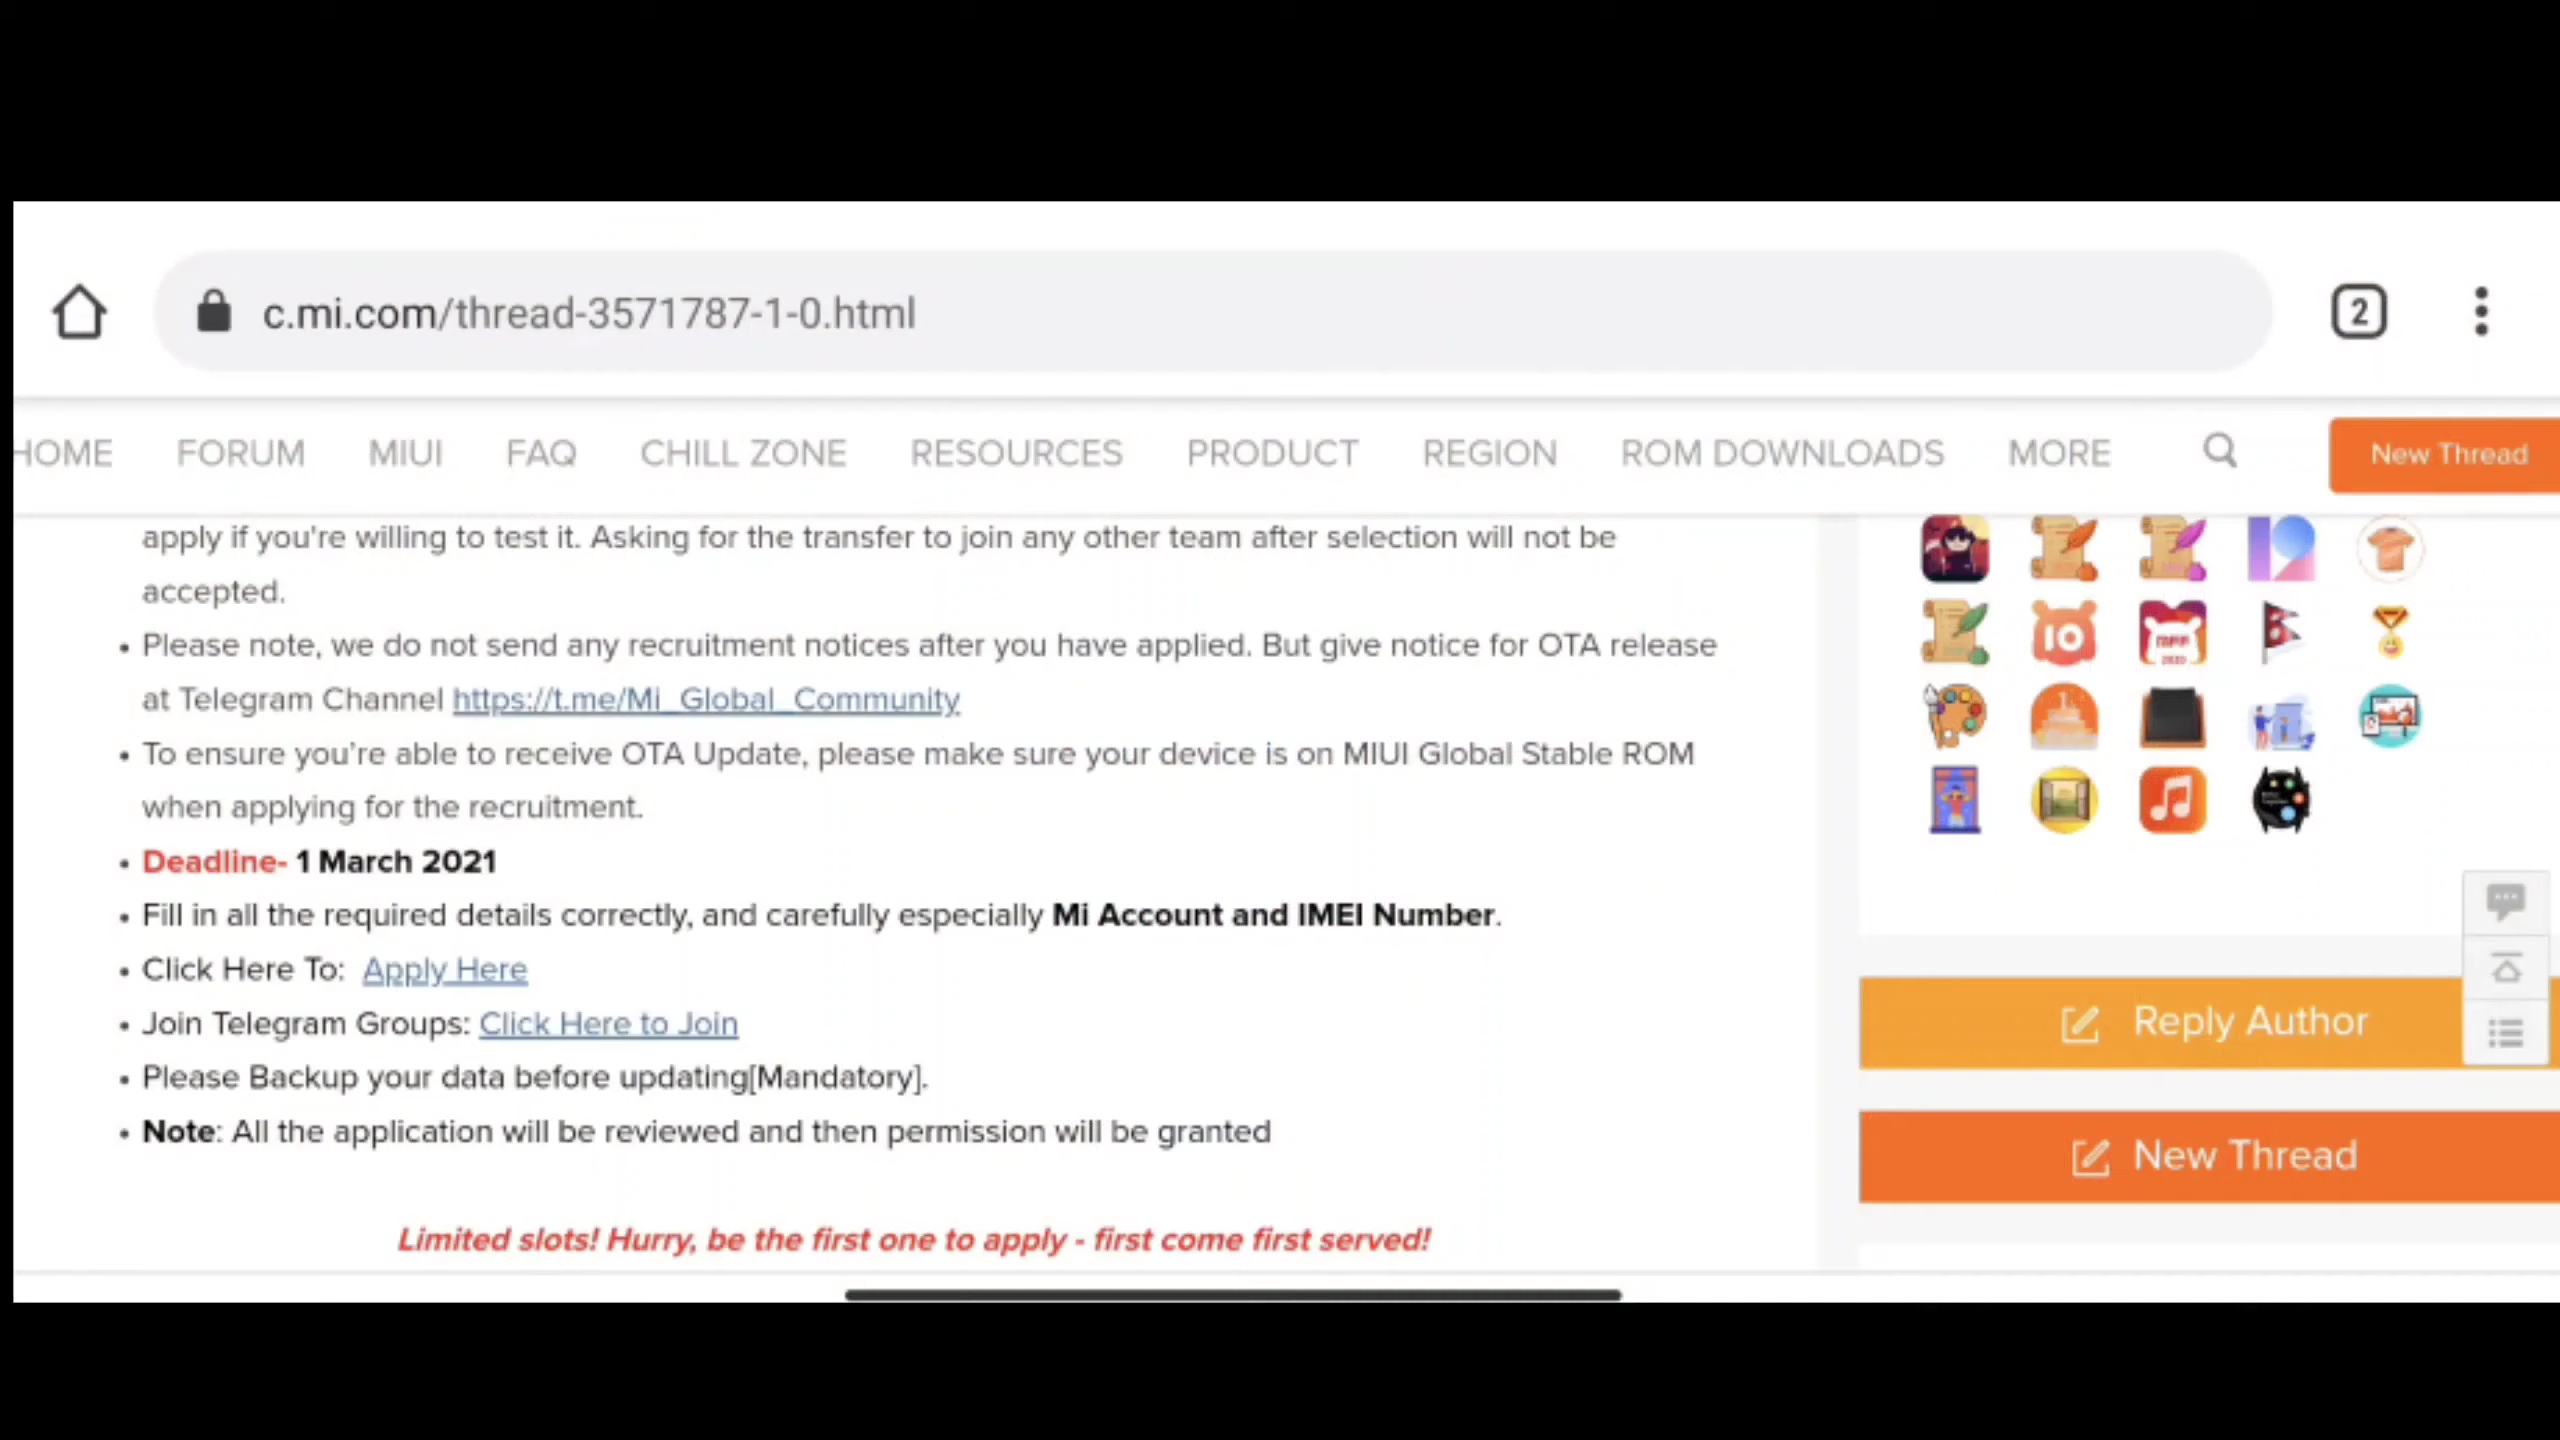 c.mi.com/thread-3571787-1-0.html
2
HOME FORUM MIUI FAQ CHILL ZONE RESOURCES PRODUCT REGION ROM DOWNLOADS MORE New Thread
apply if you're willing to test it. Asking for the transfer to join any other team after selection will not be
accepted.
• Please note, we do not send any recruitment notices after you have applied. But give notice for OTA release
at Telegram Channel https://t.me/Mi_Global_Community
• To ensure you're able to receive OTA Update, please make sure your device is on MIUI Global Stable ROM
when applying for the recruitment.
• Deadline- 1 March 2021
• Fill in all the required details correctly, and carefully especially Mi Account and IMEI Number.
• Click Here To: Apply Here
• Join Telegram Groups: Click Here to Join
• Please Backup your data before updating[Mandatory].
• Note: All the application will be reviewed and then permission will be granted
Limited slots! Hurry, be the first one to apply - first come first served!
10
Reply Author
New Thread